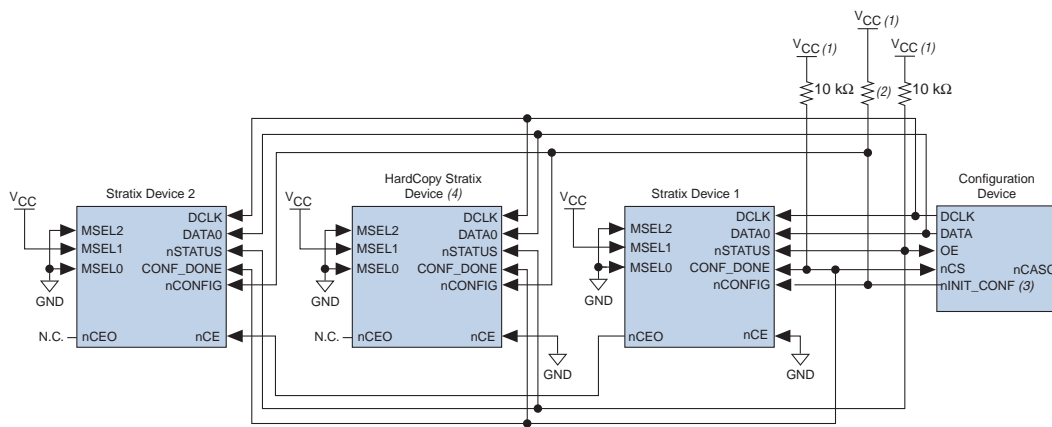 VCC (1)
VCC (1)
VCC (1)
10 kΩ
(2)
10 kΩ
Stratix Device 2
VCC
MSEL2
MSEL1
MSEL0
GND
DCLK
DATA0
nSTATUS
CONF_DONE
nCONFIG
N.C.
nCEO
nCE
HardCopy Stratix
Device (4)
VCC
MSEL2
MSEL1
MSEL0
GND
DCLK
DATA0
nSTATUS
CONF_DONE
nCONFIG
N.C.
nCEO
nCE
GND
Stratix Device 1
VCC
MSEL2
MSEL1
MSEL0
GND
DCLK
DATA0
nSTATUS
CONF_DONE
nCONFIG
nCEO
nCE
GND
Configuration
Device
DCLK
DATA
OE
nCS
nCASC
nINIT_CONF (3)